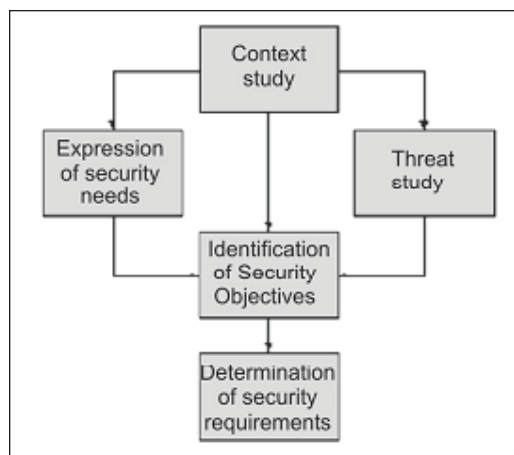 Context
study
Expression
of security
needs
Threat
study
Identification
of Security
Objectives
Determination
of security
requirements